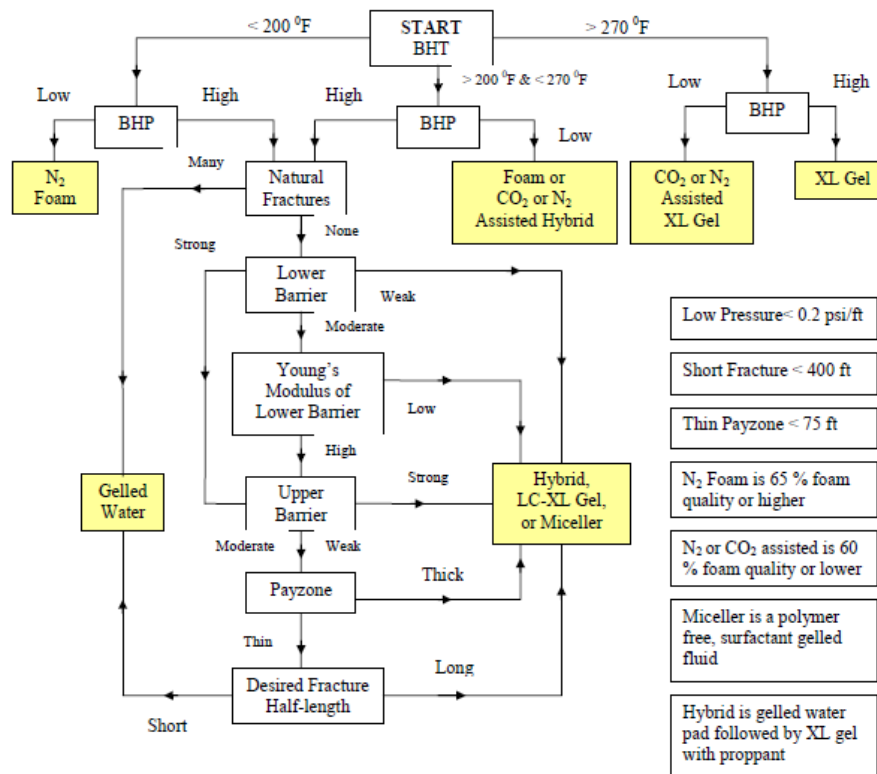 < 200 ⁰F
START
BHT
> 270 ⁰F
> 200 ⁰F & < 270 ⁰F
Low
BHP
High
High
BHP
Low
Low
BHP
High
N₂
Foam
Many
Natural
Fractures
Foam or
CO₂ or N₂
Assisted Hybrid
CO₂ or N₂
Assisted
XL Gel
XL Gel
None
Strong
Lower
Barrier
Weak
Moderate
Young's
Modulus of
Lower Barrier
Low
High
Gelled
Water
Upper
Barrier
Strong
Hybrid,
LC-XL Gel,
or Miceller
Moderate
Weak
Payzone
Thick
Thin
Desired Fracture
Half-length
Long
Short
Low Pressure< 0.2 psi/ft
Short Fracture < 400 ft
Thin Payzone < 75 ft
N₂ Foam is 65 % foam
quality or higher
N₂ or CO₂ assisted is 60
% foam quality or lower
Miceller is a polymer
free, surfactant gelled
fluid
Hybrid is gelled water
pad followed by XL gel
with proppant